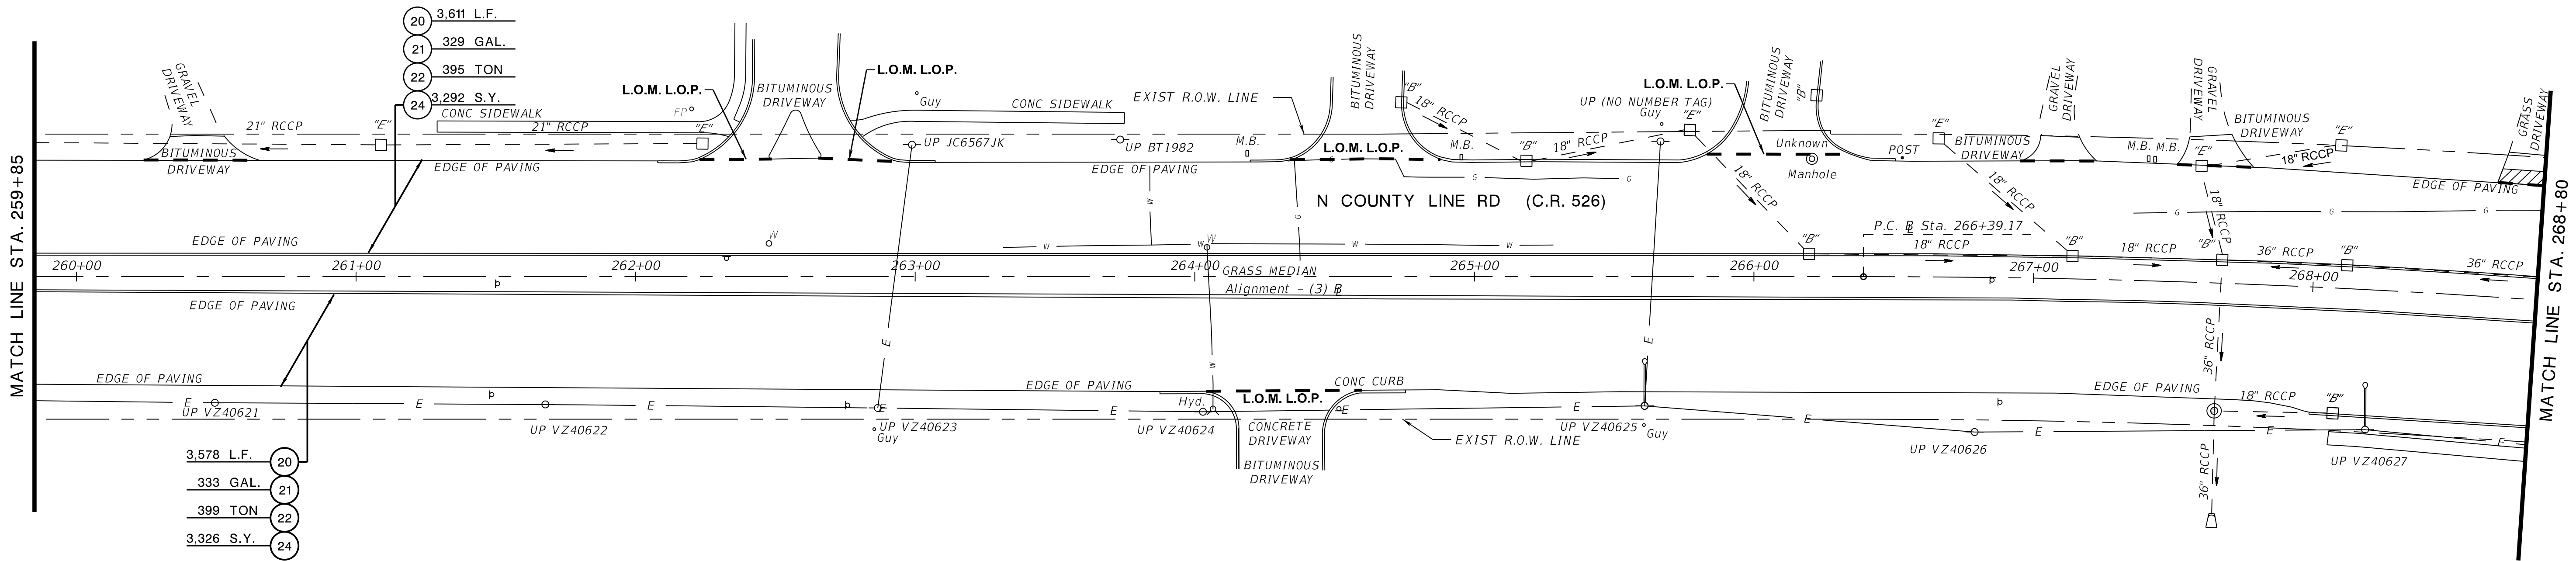 20 3,611 L.F.
21 329 GAL.
22 395 TON
24 3,292 S.Y.
MATCH LINE STA. 259+85
GRAVEL
DRIVEWAY
21" RCCP
"E"
CONC SIDEWALK
21" RCCP
"E"
FP
L.O.M. L.O.P.
BITUMINOUS
DRIVEWAY
L.O.M. L.O.P.
Guy
CONC SIDEWALK
EXIST R.O.W. LINE
BITUMINOUS
DRIVEWAY
"B"
18" RCCP
L.O.M. L.O.P.
UP (NO NUMBER TAG)
Guy
"E"
BITUMINOUS
DRIVEWAY
"B"
"E"
GRAVEL
DRIVEWAY
GRAVEL
DRIVEWAY
BITUMINOUS
DRIVEWAY
"E"
GRASS
DRIVEWAY
BITUMINOUS
DRIVEWAY
EDGE OF PAVING
UP JC6567JK
UP BT1982
M.B.
EDGE OF PAVING
L.O.M. L.O.P.
M.B.
"B"
18" RCCP
Unknown
Manhole
POST
BITUMINOUS
DRIVEWAY
M.B. M.B.
"E"
18" RCCP
EDGE OF PAVING
G
G
N COUNTY LINE RD (C.R. 526)
18" RCCP
18" RCCP
18" RCCP
G
G
G
W
G
EDGE OF PAVING
W
W
W
W
W
W
W
"B"
P.C. B Sta. 266+39.17
18" RCCP
"B"
18" RCCP
"B"
36" RCCP
"B"
36" RCCP
260+00
261+00
262+00
263+00
264+00
265+00
266+00
267+00
268+00
GRASS MEDIAN
Alignment - (3) B
EDGE OF PAVING
E
E
W
36" RCCP
EDGE OF PAVING
EDGE OF PAVING
CONC CURB
EDGE OF PAVING
E
E
E
E
E
E
E
E
E
E
E
E
UP VZ40621
UP VZ40622
UP VZ40623
Guy
Hyd.
UP VZ40624
L.O.M. L.O.P.
CONCRETE
DRIVEWAY
BITUMINOUS
DRIVEWAY
EXIST R.O.W. LINE
UP VZ40625
Guy
UP VZ40626
18" RCCP
"B"
UP VZ40627
36" RCCP
MATCH LINE STA. 268+80
3,578 L.F. 20
333 GAL. 21
399 TON 22
3,326 S.Y. 24